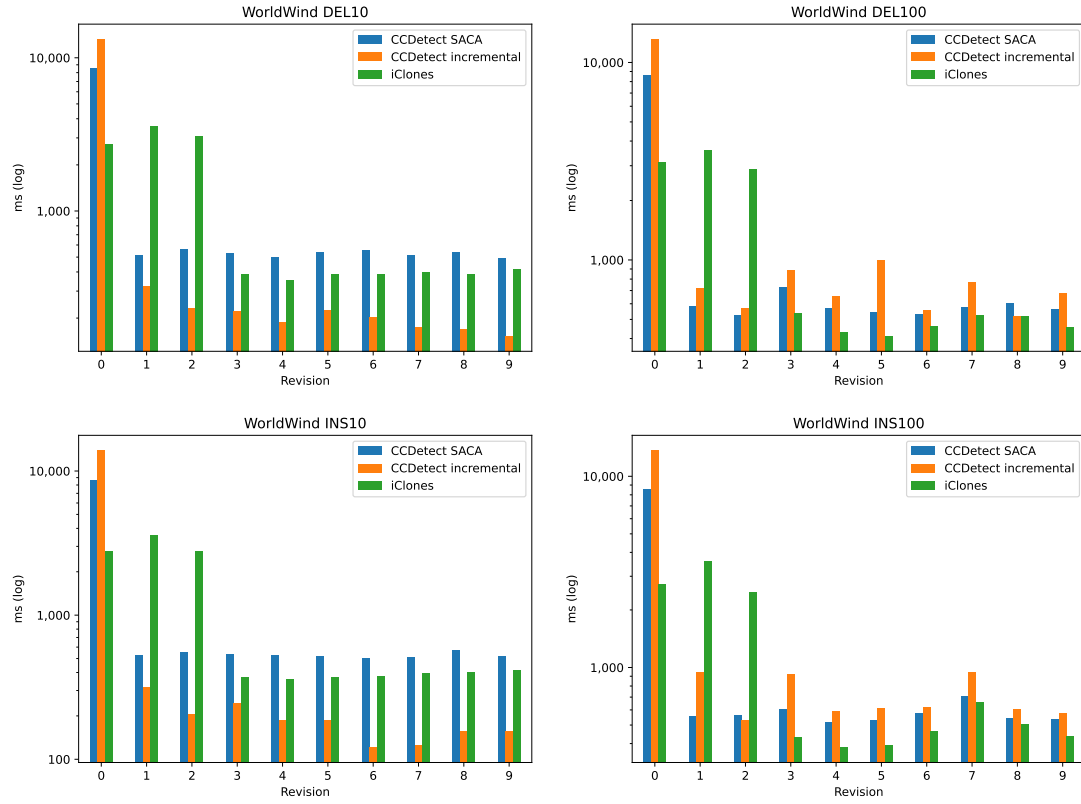 WorldWind DEL10
CCDetect SACA
CCDetect incremental
iClones
10,000
1,000
ms (log)
0 1 2 3 4 5 6 7 8 9
Revision
WorldWind DEL100
CCDetect SACA
CCDetect incremental
iClones
10,000
1,000
ms (log)
0 1 2 3 4 5 6 7 8 9
Revision
WorldWind INS10
CCDetect SACA
CCDetect incremental
iClones
10,000
1,000
100
ms (log)
0 1 2 3 4 5 6 7 8 9
Revision
WorldWind INS100
CCDetect SACA
CCDetect incremental
iClones
10,000
1,000
ms (log)
0 1 2 3 4 5 6 7 8 9
Revision